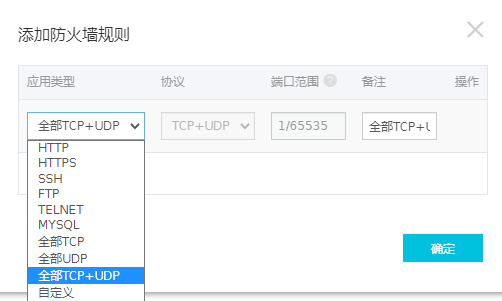 添加防火墙规则
应用类型 协议 端口范围 ? 备注 操作
全部TCP+UDP TCP+UDP 1/65535 全部TCP+U
HTTP
HTTPS
SSH
FTP
TELNET
MYSQL
全部TCP
全部UDP
全部TCP+UDP
自定义
确定